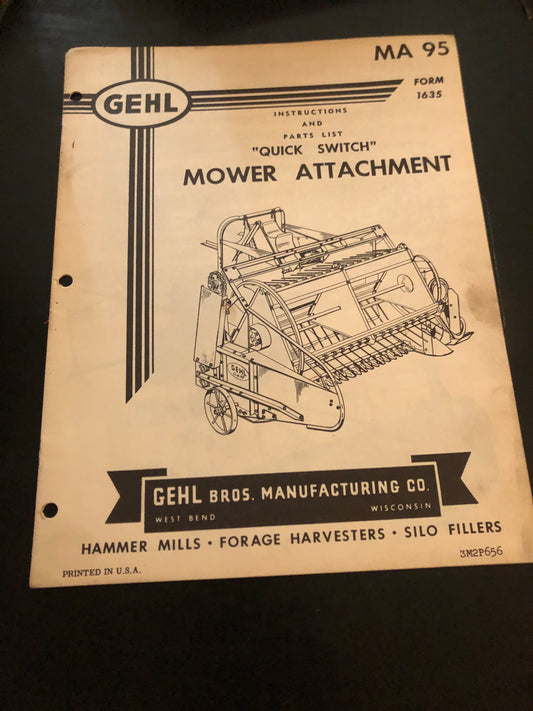 MA 95
GEHL
FORM
1635
INSTRUCTIONS
AND
PARTS LIST
"QUICK SWITCH"
MOWER ATTACHMENT
GEHL
GEHL BROS. MANUFACTURING CO.
WEST BEND WISCONSIN
HAMMER MILLS • FORAGE HARVESTERS • SILO FILLERS
PRINTED IN U.S.A. 3M2P656